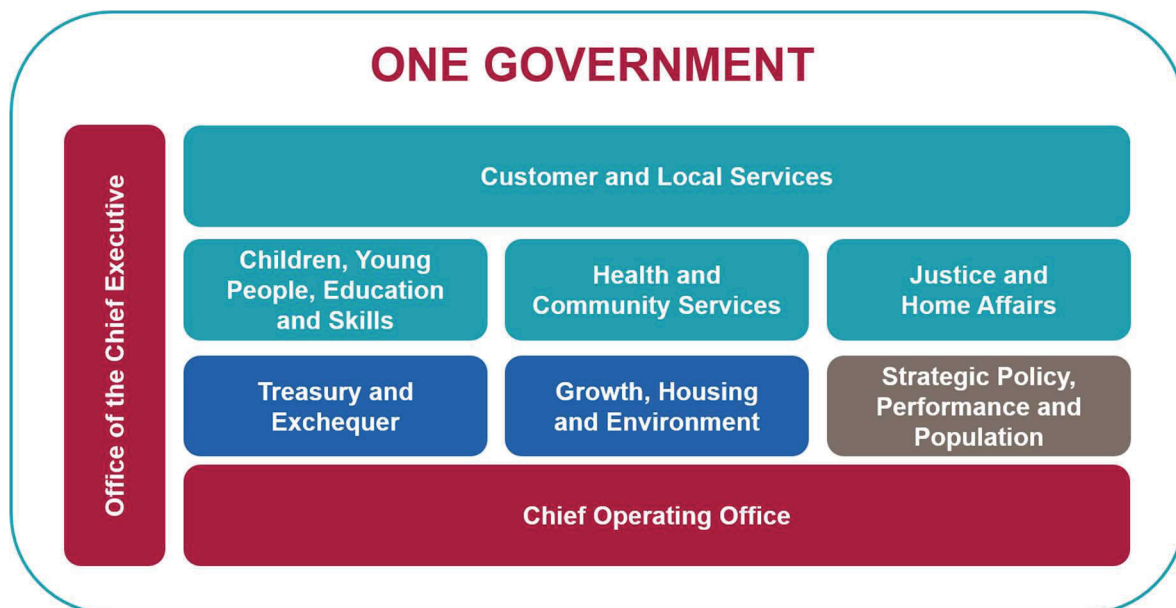 ONE GOVERNMENT
Office of the Chief Executive
Customer and Local Services
Children, Young
People, Education
and Skills
Health and
Community Services
Justice and
Home Affairs
Treasury and
Exchequer
Growth, Housing
and Environment
Strategic Policy,
Performance and
Population
Chief Operating Office